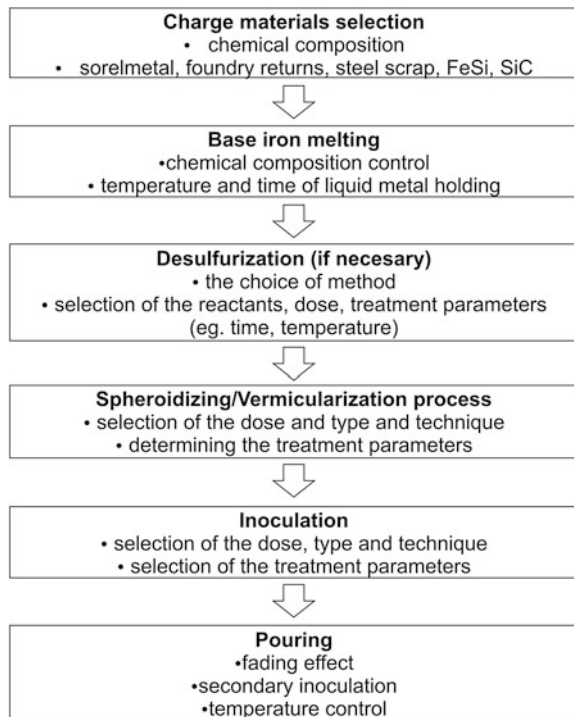 Charge materials selection
• chemical composition
• sorelmetal, foundry returns, steel scrap, FeSi, SiC
Base iron melting
•chemical composition control
• temperature and time of liquid metal holding
Desulfurization (if necesary)
• the choice of method
• selection of the reactants, dose, treatment parameters
(eg. time, temperature)
Spheroidizing/Vermicularization process
• selection of the dose and type and technique
• determining the treatment parameters
Inoculation
• selection of the dose, type and technique
• selection of the treatment parameters
Pouring
•fading effect
•secondary inoculation
•temperature control